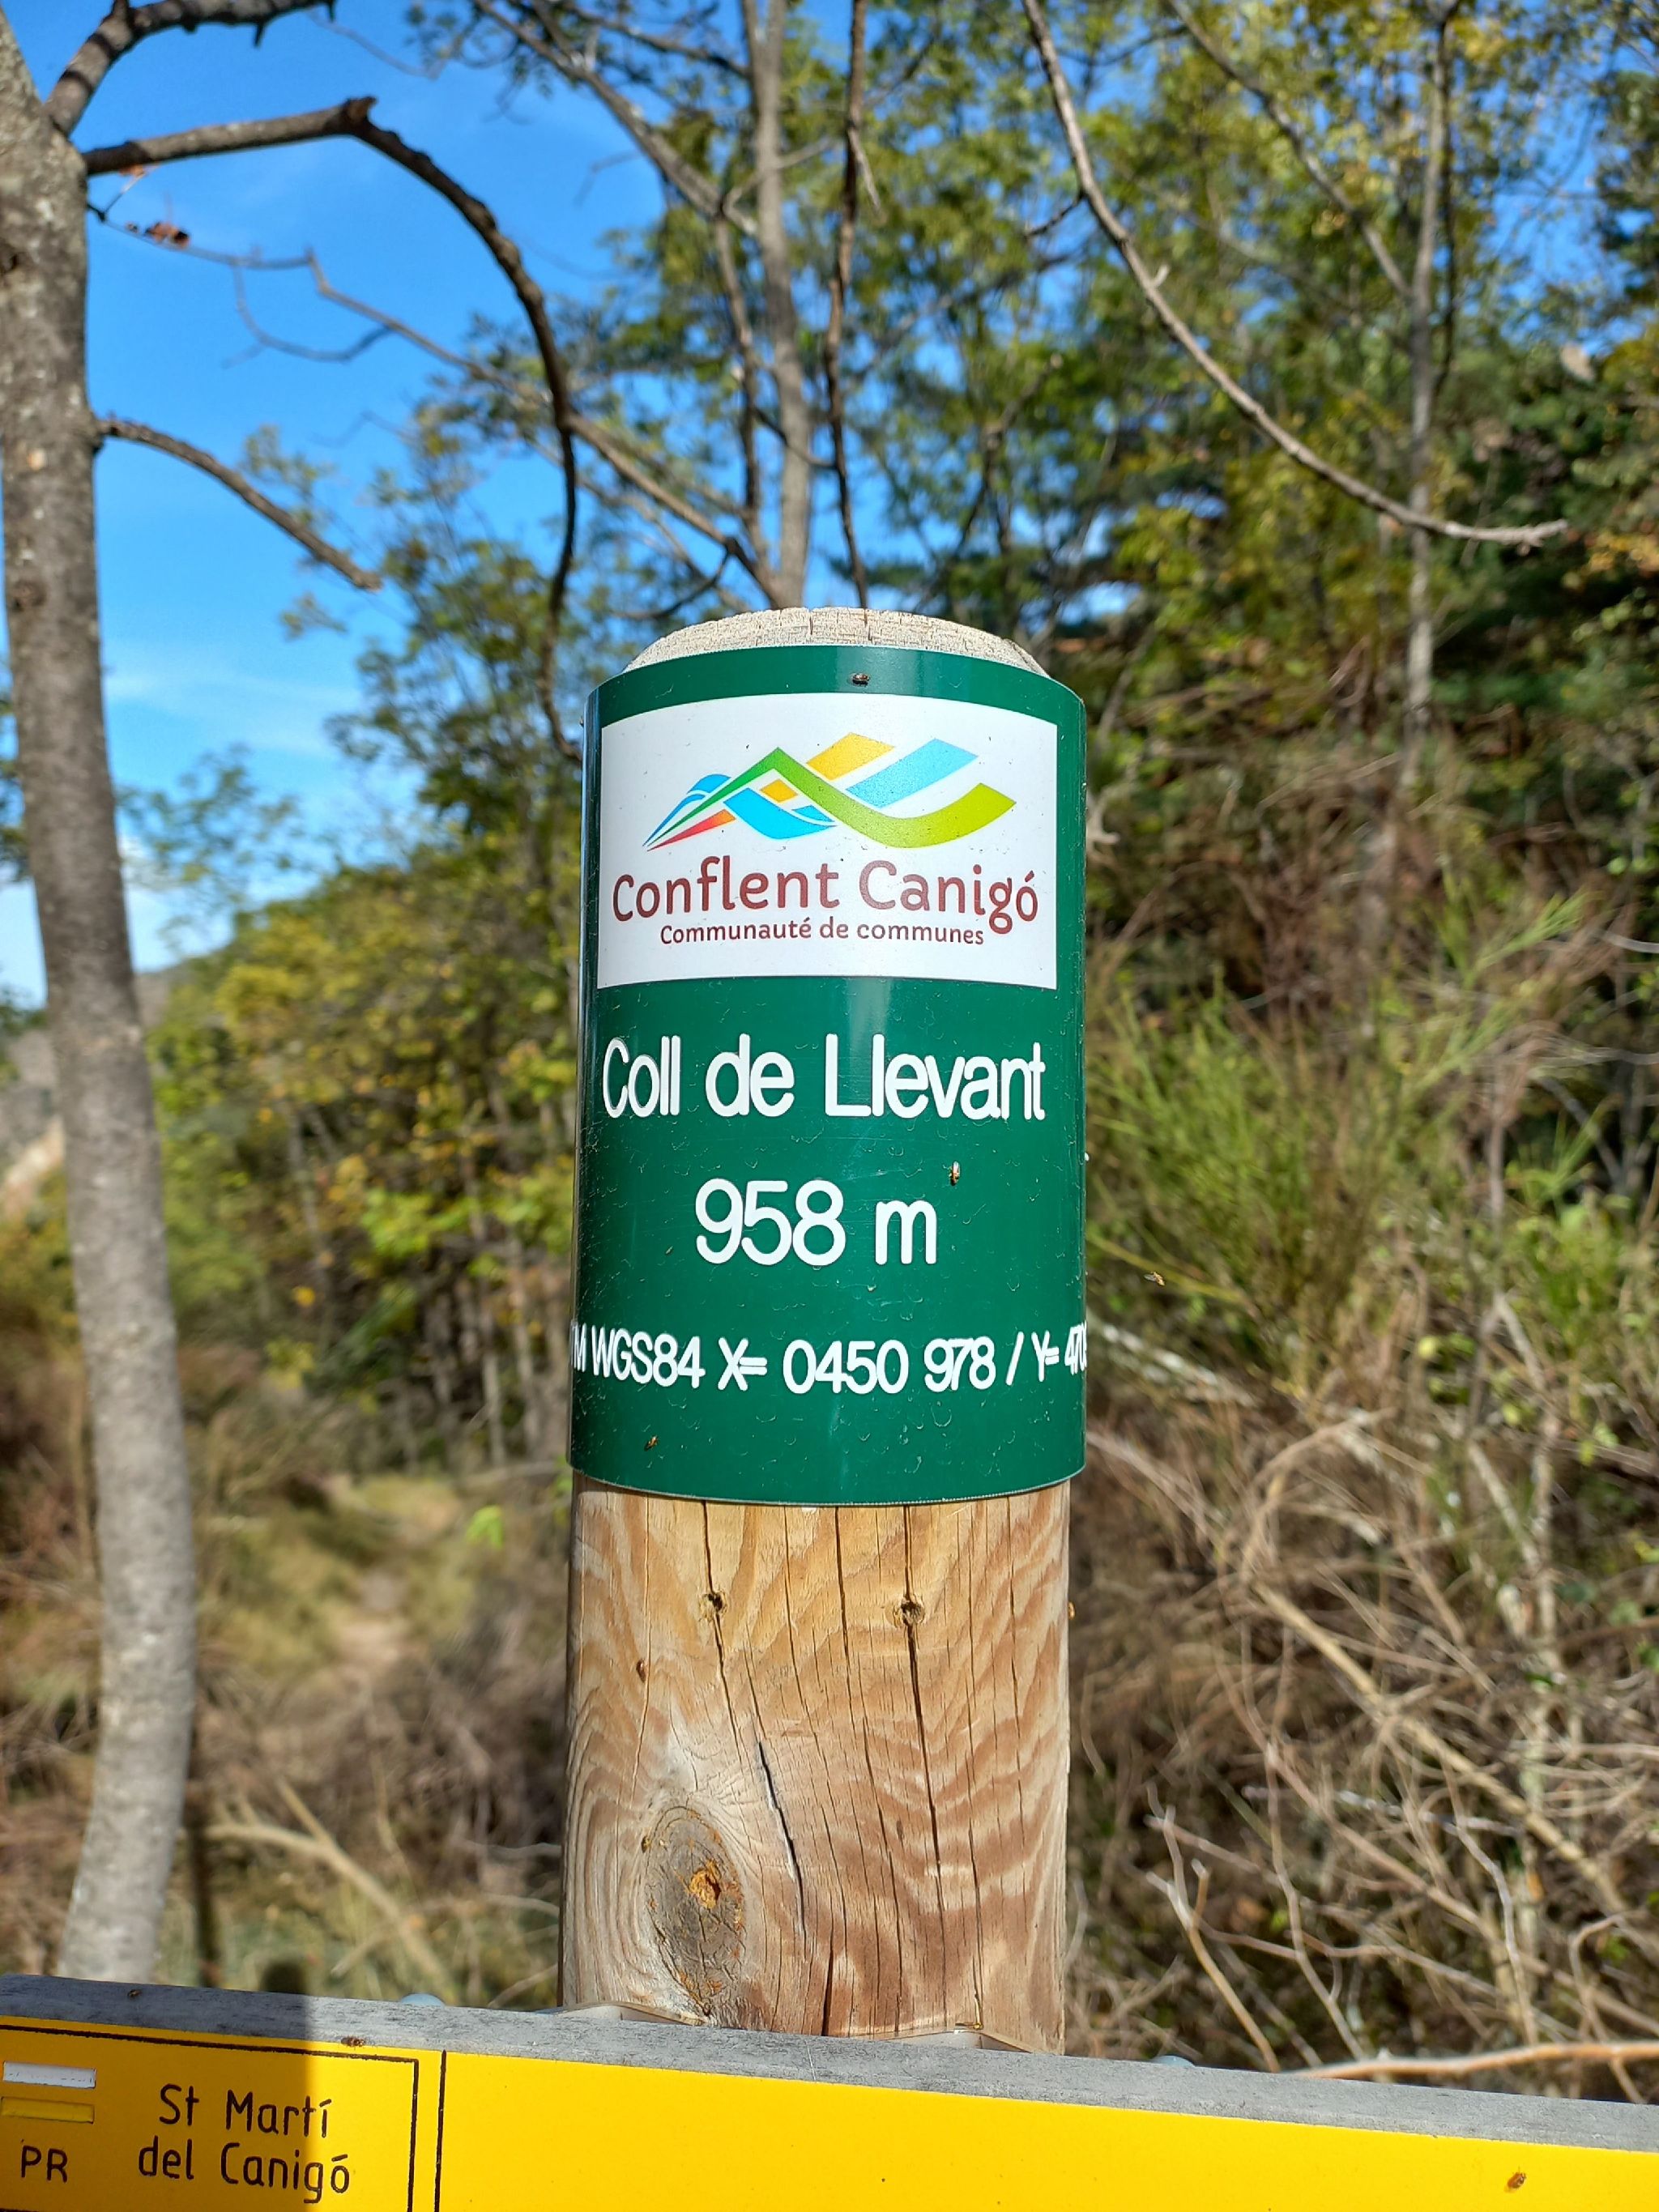 Conflent Canigó
Communauté de communes
Coll de Llevant
958 m
WGS84 X= 0450 978 / Y=
St Martí
del Canigó
PR